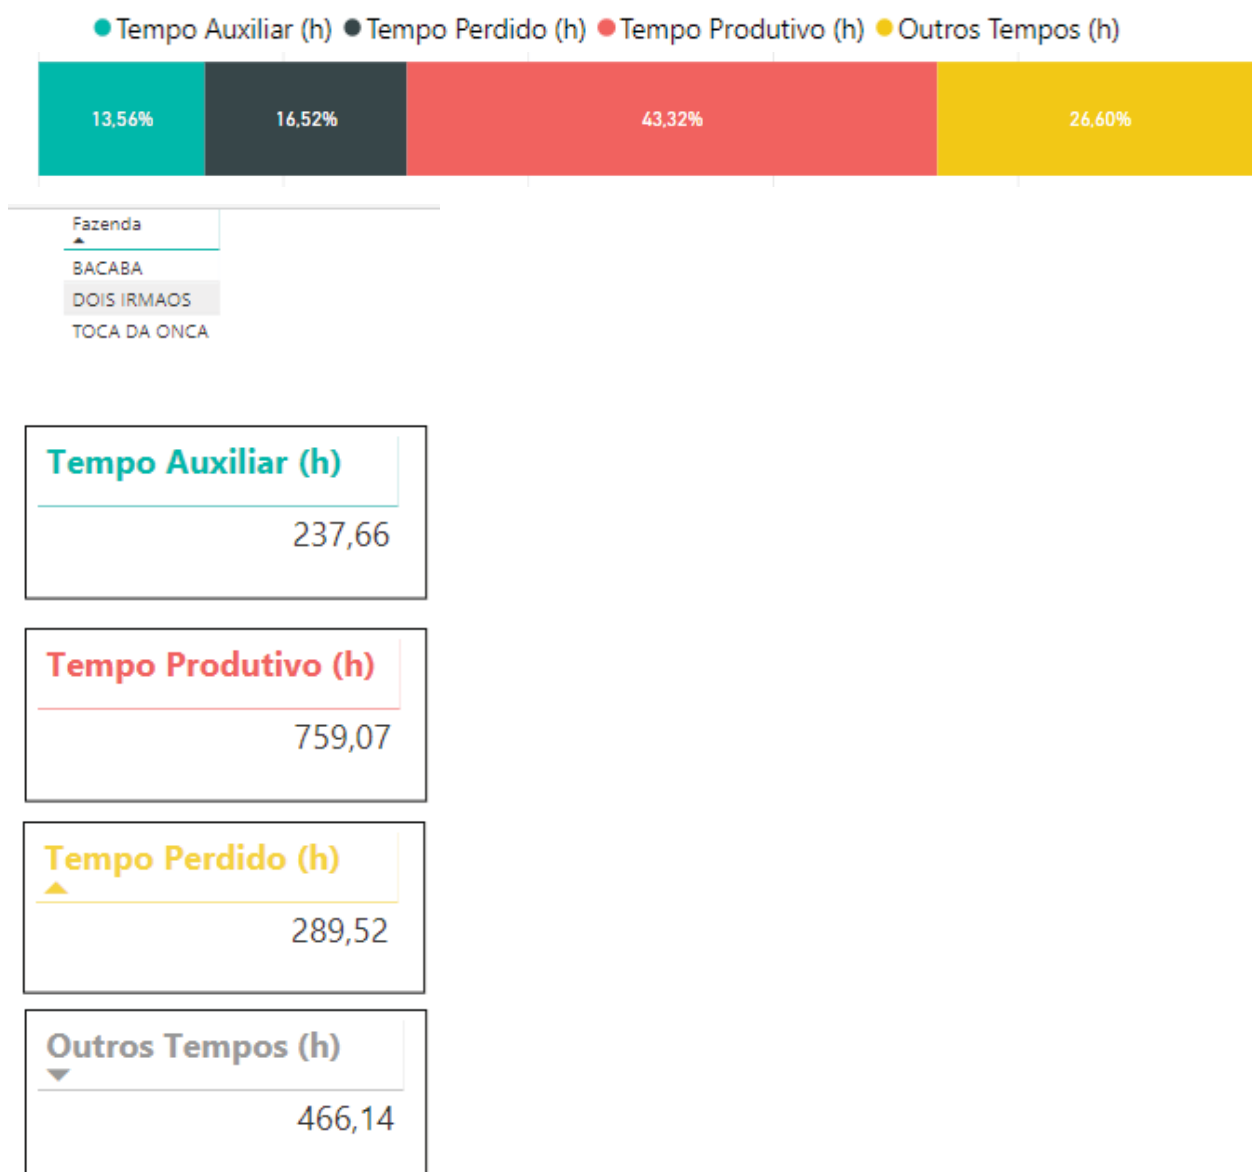 Tempo Auxiliar (h) Tempo Perdido (h) Tempo Produtivo (h) Outros Tempos (h)
13,56% 16,52% 43,32% 26,60%
Fazenda
BACABA
DOIS IRMAOS
TOCA DA ONCA
Tempo Auxiliar (h)
237,66
Tempo Produtivo (h)
759,07
Tempo Perdido (h)
289,52
Outros Tempos (h)
466,14